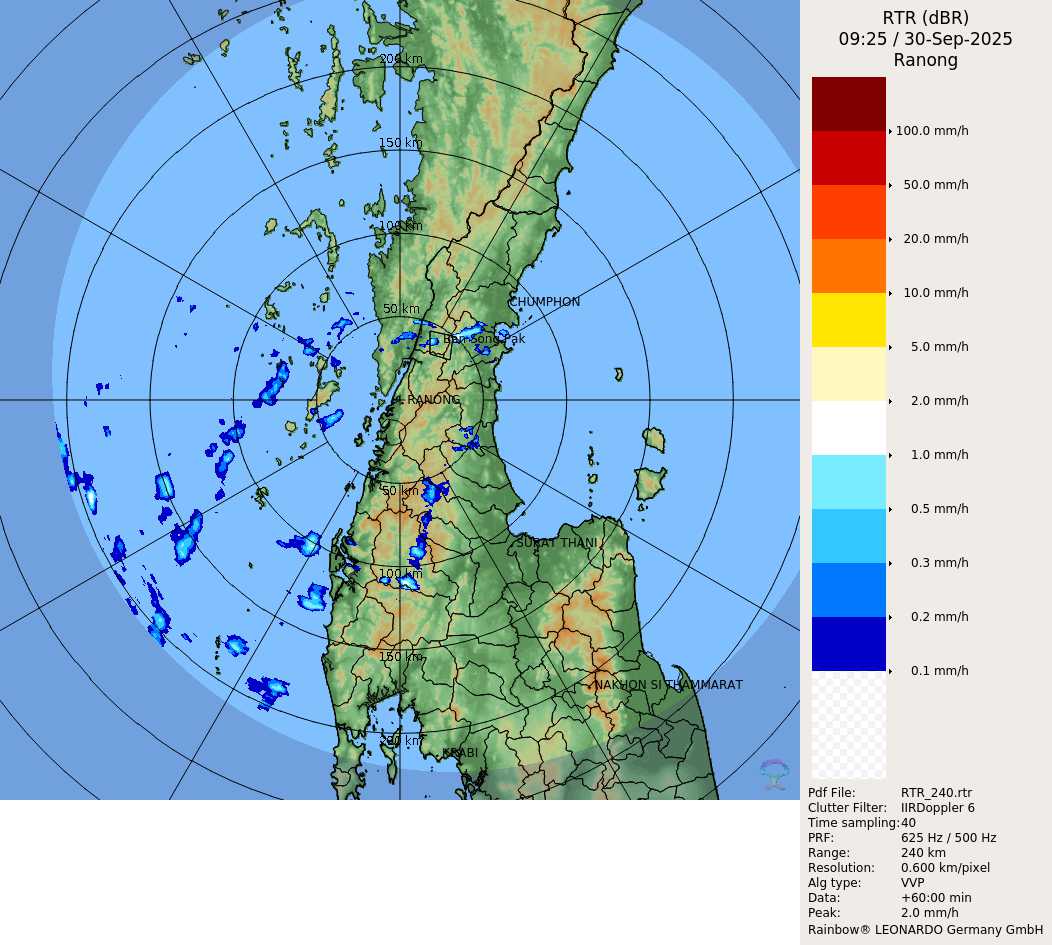 RTR (dBR)
09:25 / 30-Sep-2025
Ranong
200 km
150 km
100 km
50 km
CHUMPHON
Ban Song Pak
RANONG
50 km
SURAT THANI
100 km
150 km
NAKHON SI THAMMARAT
200 km
KRABI
100.0 mm/h
50.0 mm/h
20.0 mm/h
10.0 mm/h
5.0 mm/h
2.0 mm/h
1.0 mm/h
0.5 mm/h
0.3 mm/h
0.2 mm/h
0.1 mm/h
Pdf File: RTR_240.rtr
Clutter Filter: IIRDoppler 6
Time sampling: 40
PRF: 625 Hz / 500 Hz
Range: 240 km
Resolution: 0.600 km/pixel
Alg type: VVP
Data: +60:00 min
Peak: 2.0 mm/h
Rainbow® LEONARDO Germany GmbH